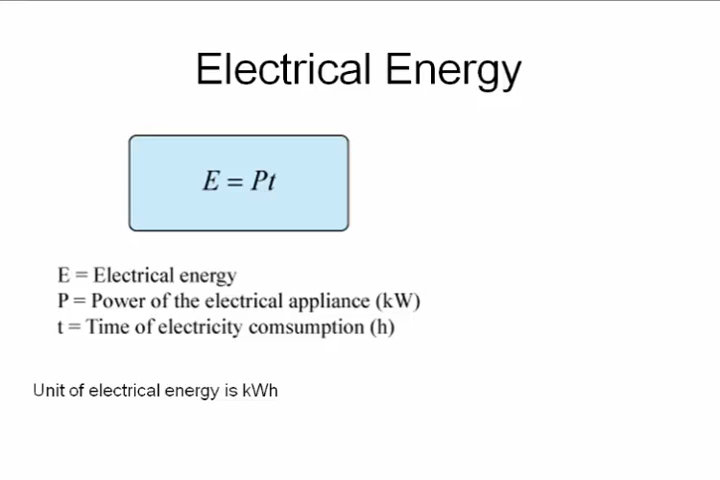 Electrical Energy
E = Pt
E = Electrical energy
P = Power of the electrical appliance (kW)
t = Time of electricity comsumption (h)
Unit of electrical energy is kWh